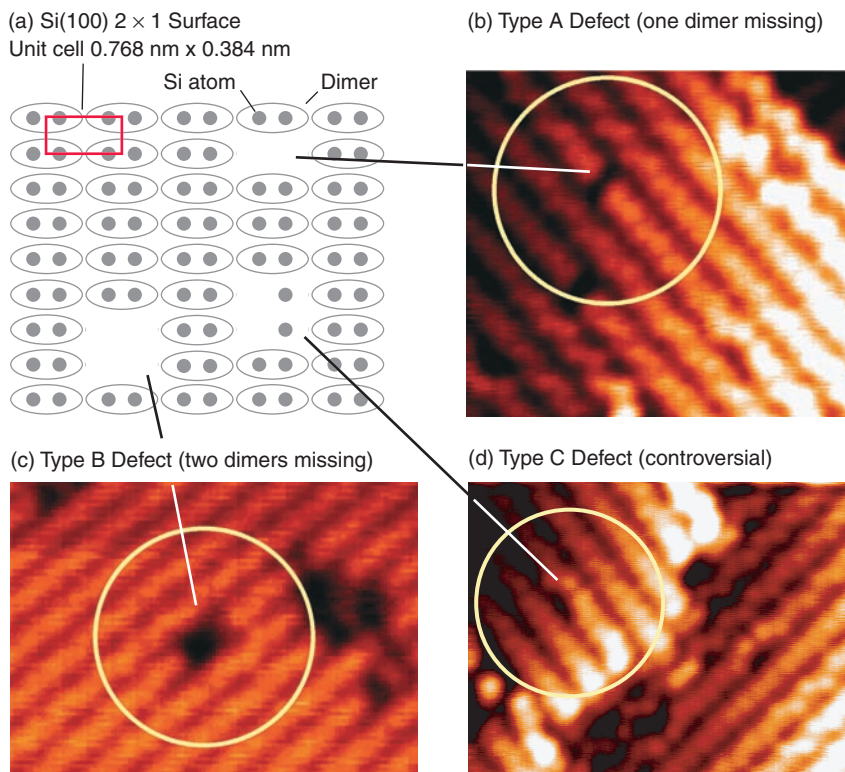 (a) Si(100) 2 × 1 Surface
Unit cell 0.768 nm x 0.384 nm
Si atom
Dimer
(b) Type A Defect (one dimer missing)
(c) Type B Defect (two dimers missing)
(d) Type C Defect (controversial)